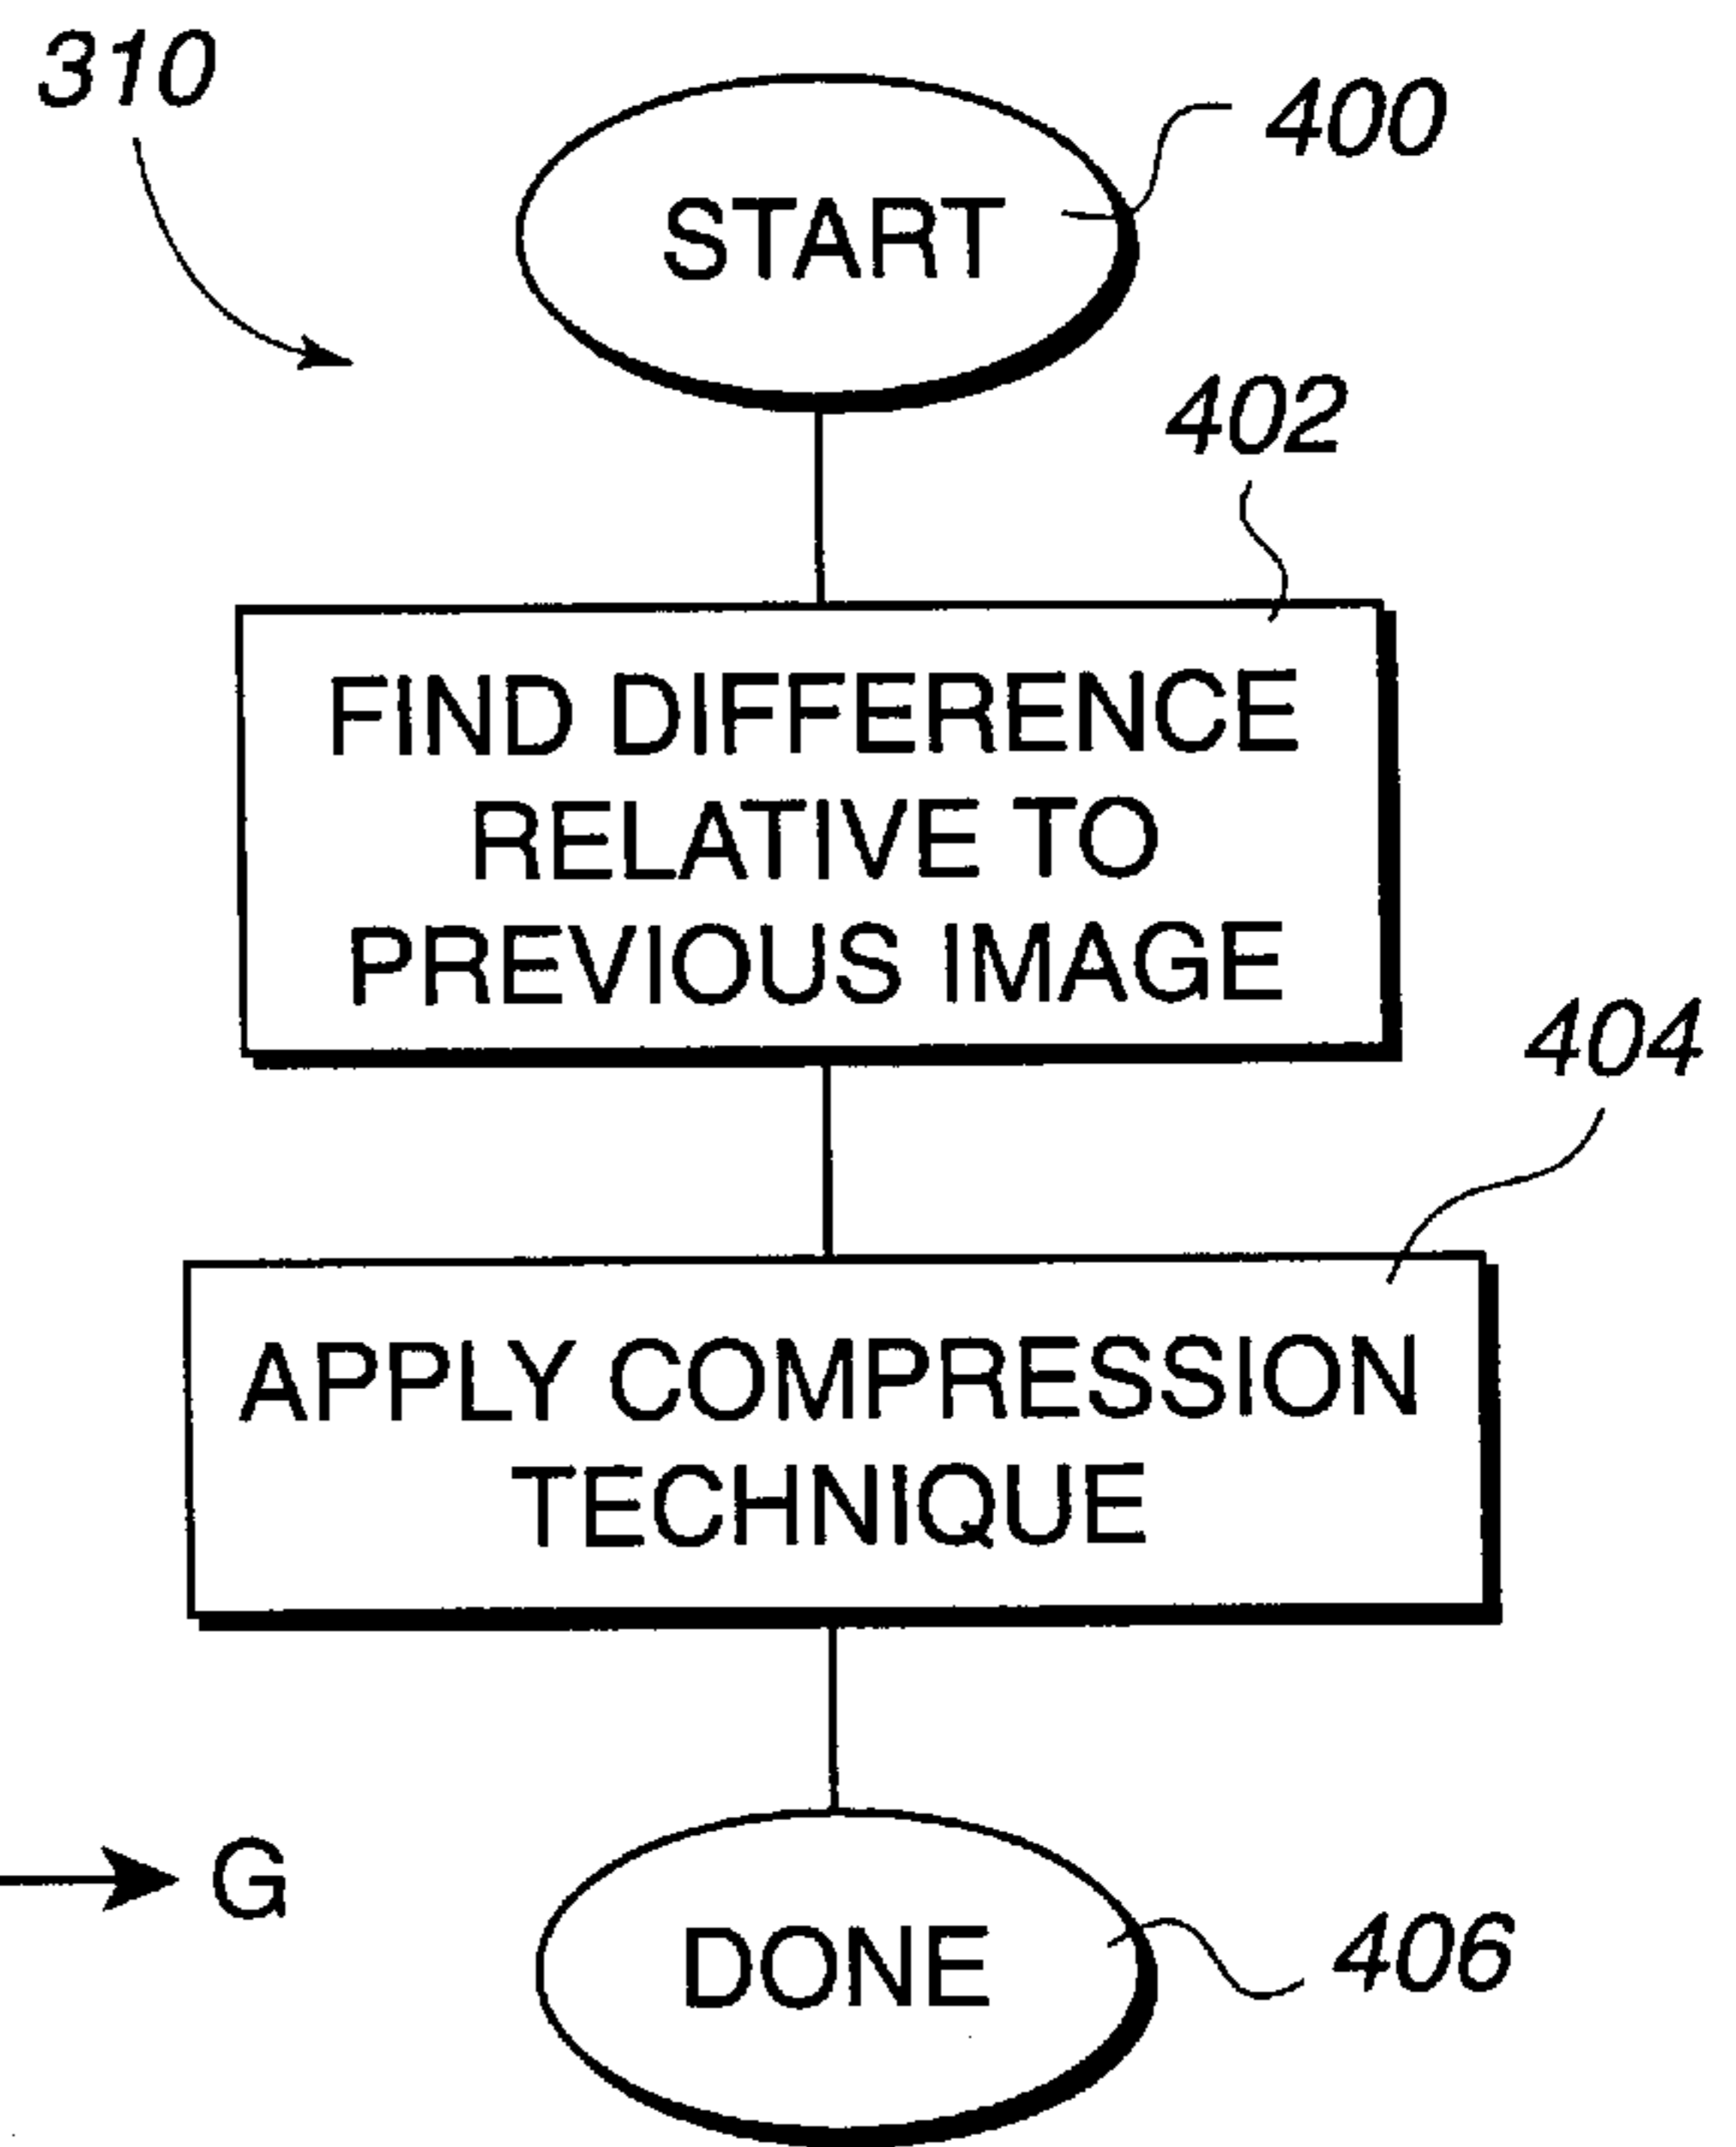 310
400
START
402
FIND DIFFERENCE
RELATIVE TO
PREVIOUS IMAGE
404
APPLY COMPRESSION
TECHNIQUE
G
DONE
406